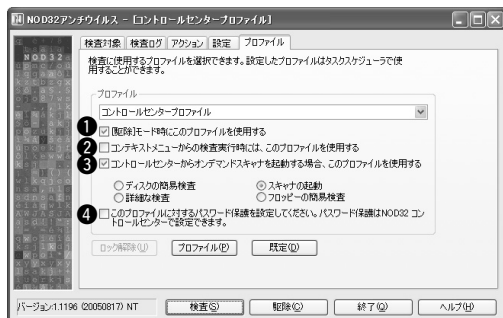 NOD32アンチウイルス - [コントロールセンタープロファイル]
検査対象 検査ログ アクション 設定 プロファイル
NOD32
検査に使用するプロファイルを選択できます。設定したプロファイルはタスクスケジューラで使
用することができます。
プロファイル
コントロールセンタープロファイル
❶ [駆除]モード時にこのプロファイルを使用する
❷ コンテキストメニューからの検査実行時には、このプロファイルを使用する
❸ コントロールセンターからオンデマンドスキャナを起動する場合、このプロファイルを使用する
ディスクの簡易検査 スキャナの起動
詳細な検査 フロッピーの簡易検査
❹ このプロファイルに対するパスワード保護を設定してください。パスワード保護はNOD32 コン
トロールセンターで設定できます。
ロック解除(U) プロファイル(P) 既定(D)
バージョン:1.1196 (20050817) NT 検査(S) 駆除(C) 終了(Q) ヘルプ(H)